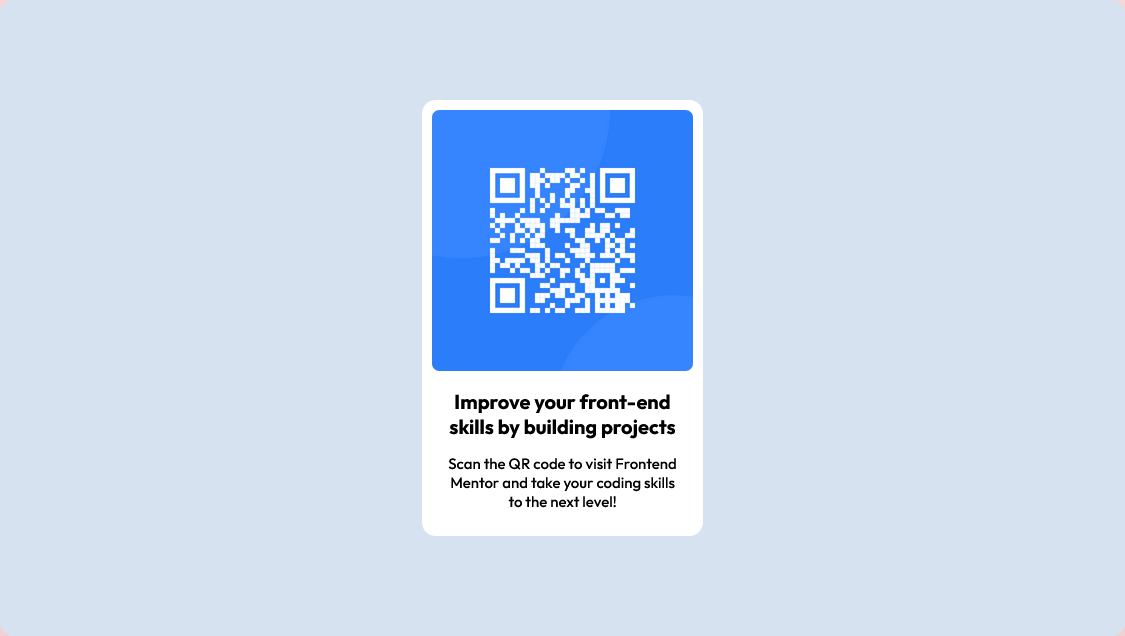 Improve your front-end
skills by building projects
Scan the QR code to visit Frontend
Mentor and take your coding skills
to the next level!